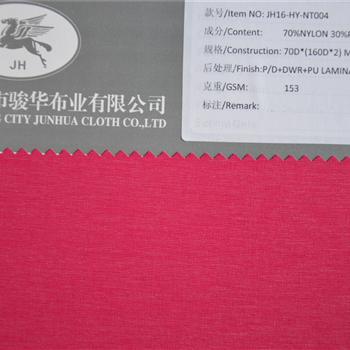 JH
市骏华布业有限公司
CITY JUNHUA CLOTH CO.,LTD
款号/Item NO: JH16-HY-NT004
成分/Content: 70%NYLON 30%
规格/Construction: 70D*(160D*2) M
后处理/Finish:P/D+DWR+PU LAMINA
克重/GSM: 153
标注/Remark: